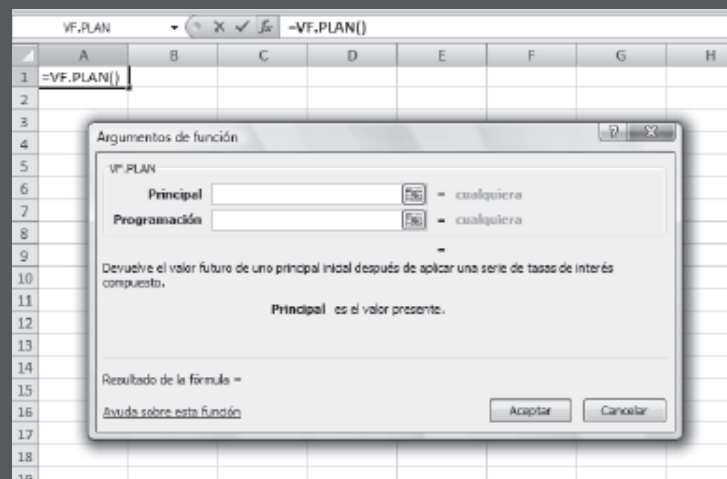 VF.PLAN =VF.PLAN()
A B C D E F G H
1 =VF.PLAN()
2
3
4
5
6
7
8
9
10
11
12
13
14
15
16
17
18
19
Argumentos de función
VF.PLAN
Principal = cualquiera
Programación = cualquiera
=
Devuelve el valor futuro de uno principal inicial después de aplicar una serie de tasas de interés
compuesto.
Principal es el valor presente.
Resultado de la fórmula =
Ayuda sobre esta función Aceptar Cancelar